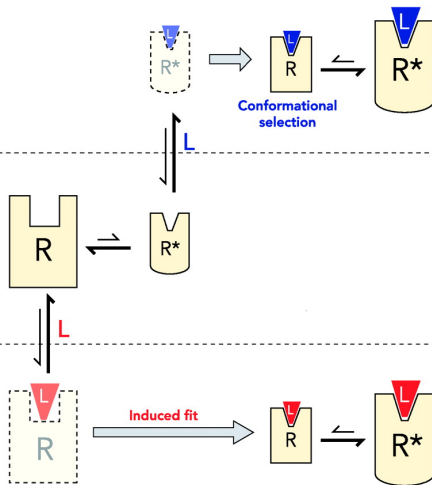 L L L
R* R R*
Conformational
selection
L
R R*
L
L
Induced fit L L
R R R*